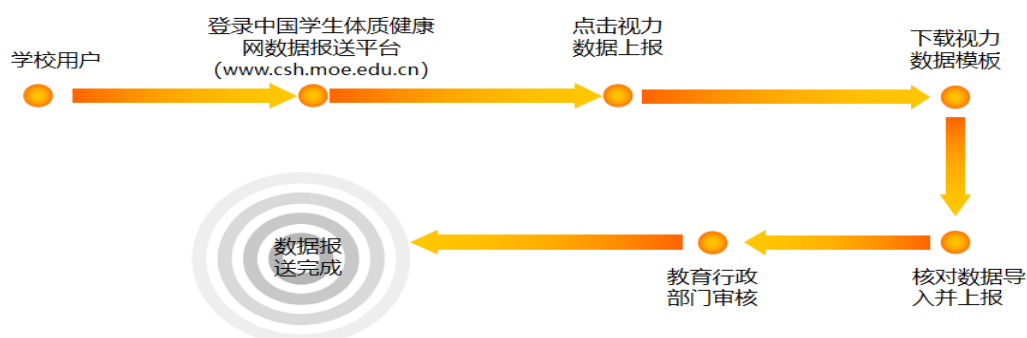 学校用户
登录中国学生体质健康
网数据报送平台
(www.csh.moe.edu.cn)
点击视力
数据上报
下载视力
数据模板
核对数据导
入并上报
教育行政
部门审核
数据报
送完成